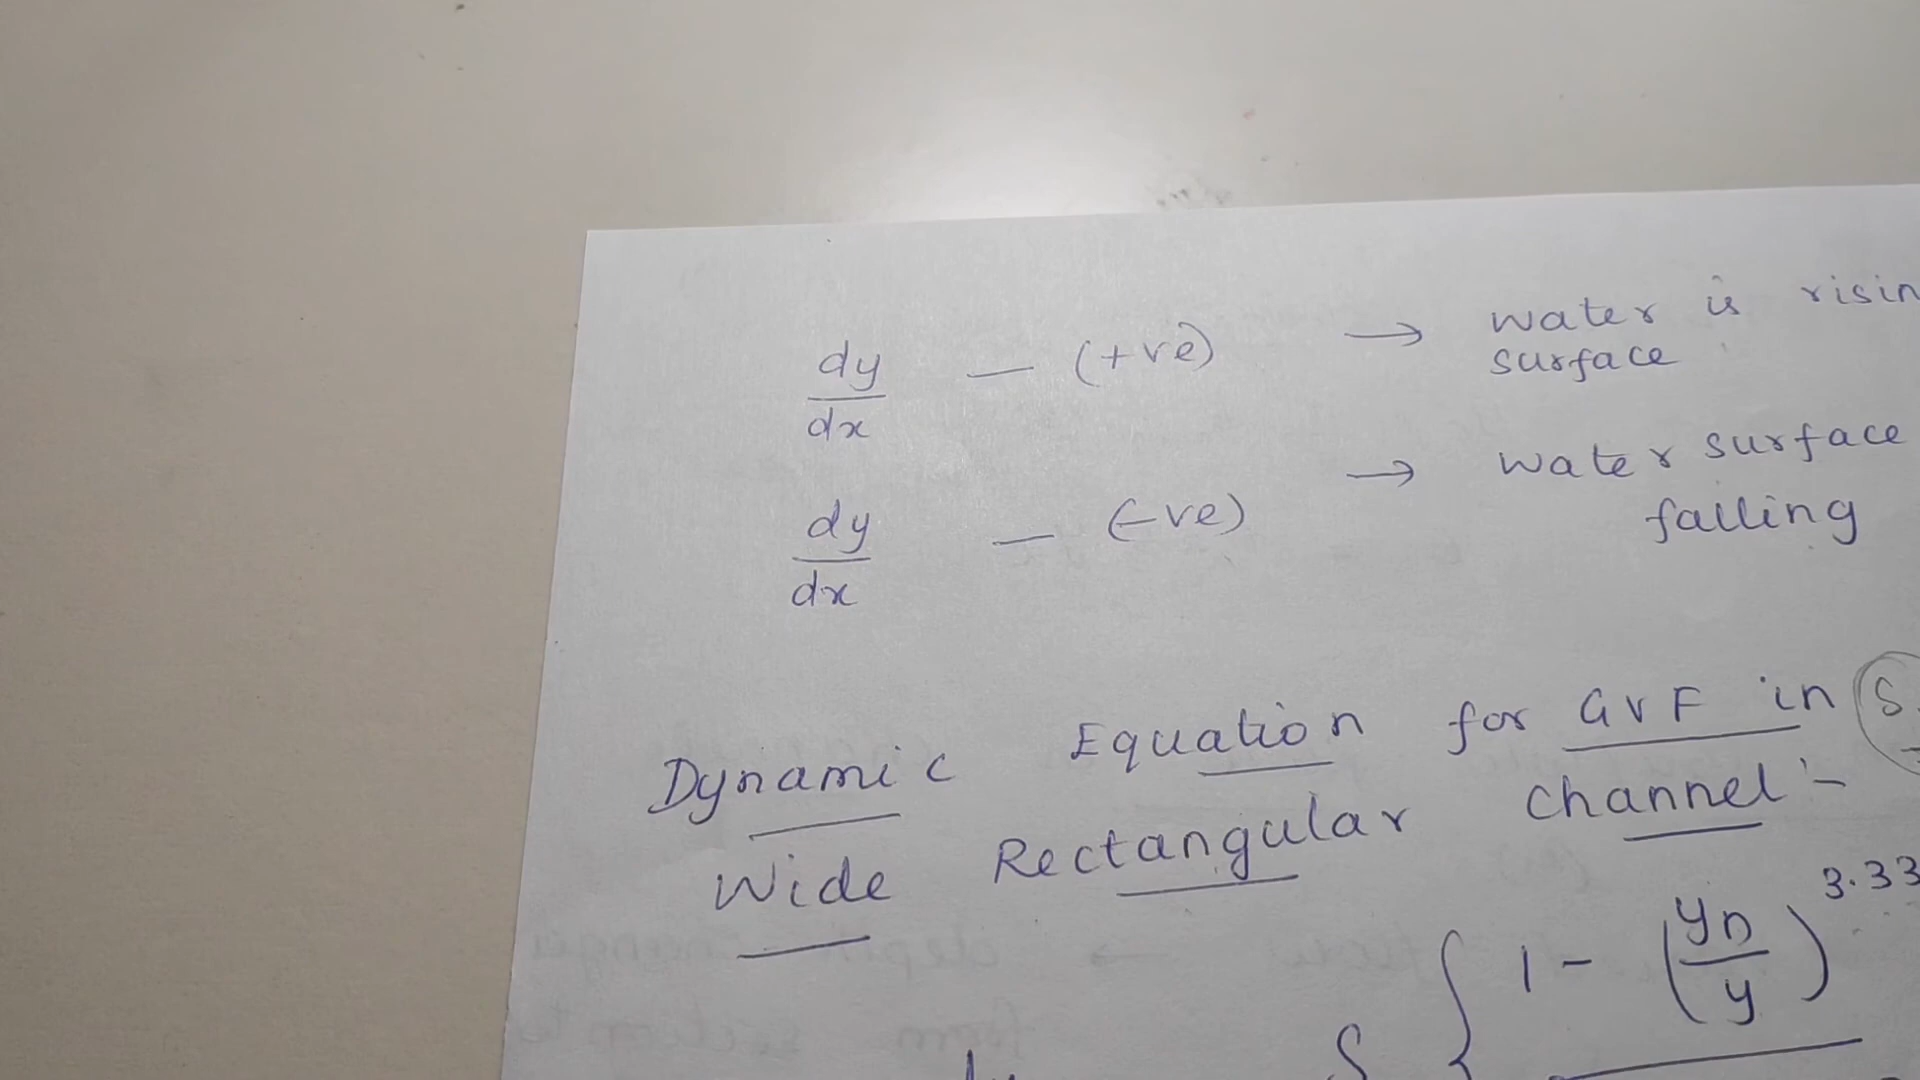 dy/dx — (+ve) → water is risin
surface
dy/dx — (-ve) → water surface
falling
Dynamic Equation for GVF in S.
Wide Rectangular channel :-
{ 1 - (yn/y)^3.33
S